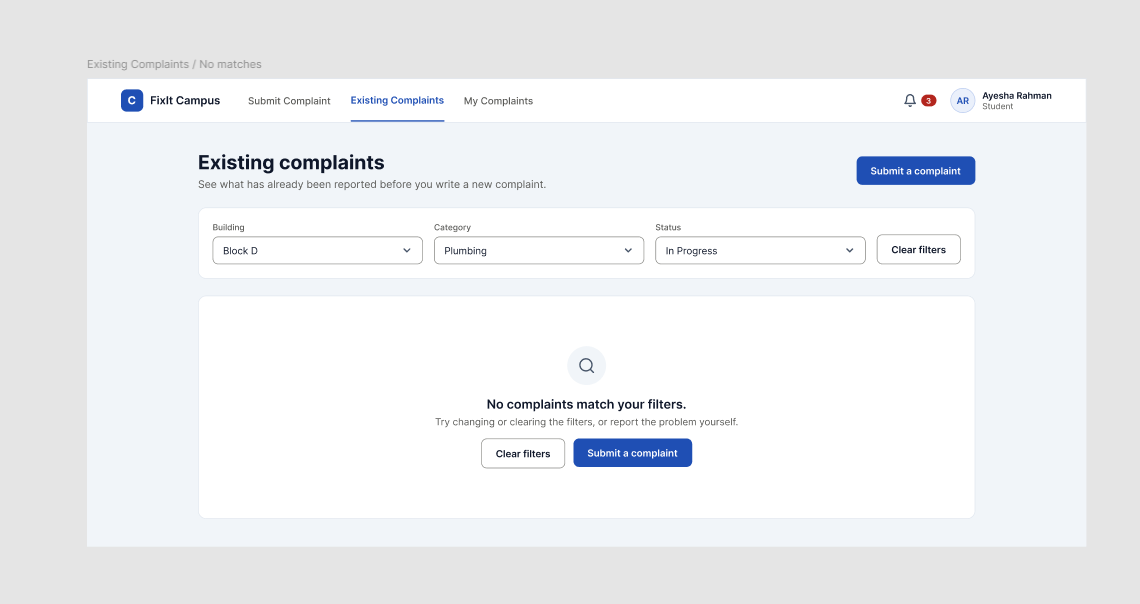 Existing Complaints / No matches
C FixIt Campus Submit Complaint Existing Complaints My Complaints 3 AR Ayesha Rahman
Student
Existing complaints
See what has already been reported before you write a new complaint.
Submit a complaint
Building Category Status
Block D Plumbing In Progress Clear filters
No complaints match your filters.
Try changing or clearing the filters, or report the problem yourself.
Clear filters Submit a complaint